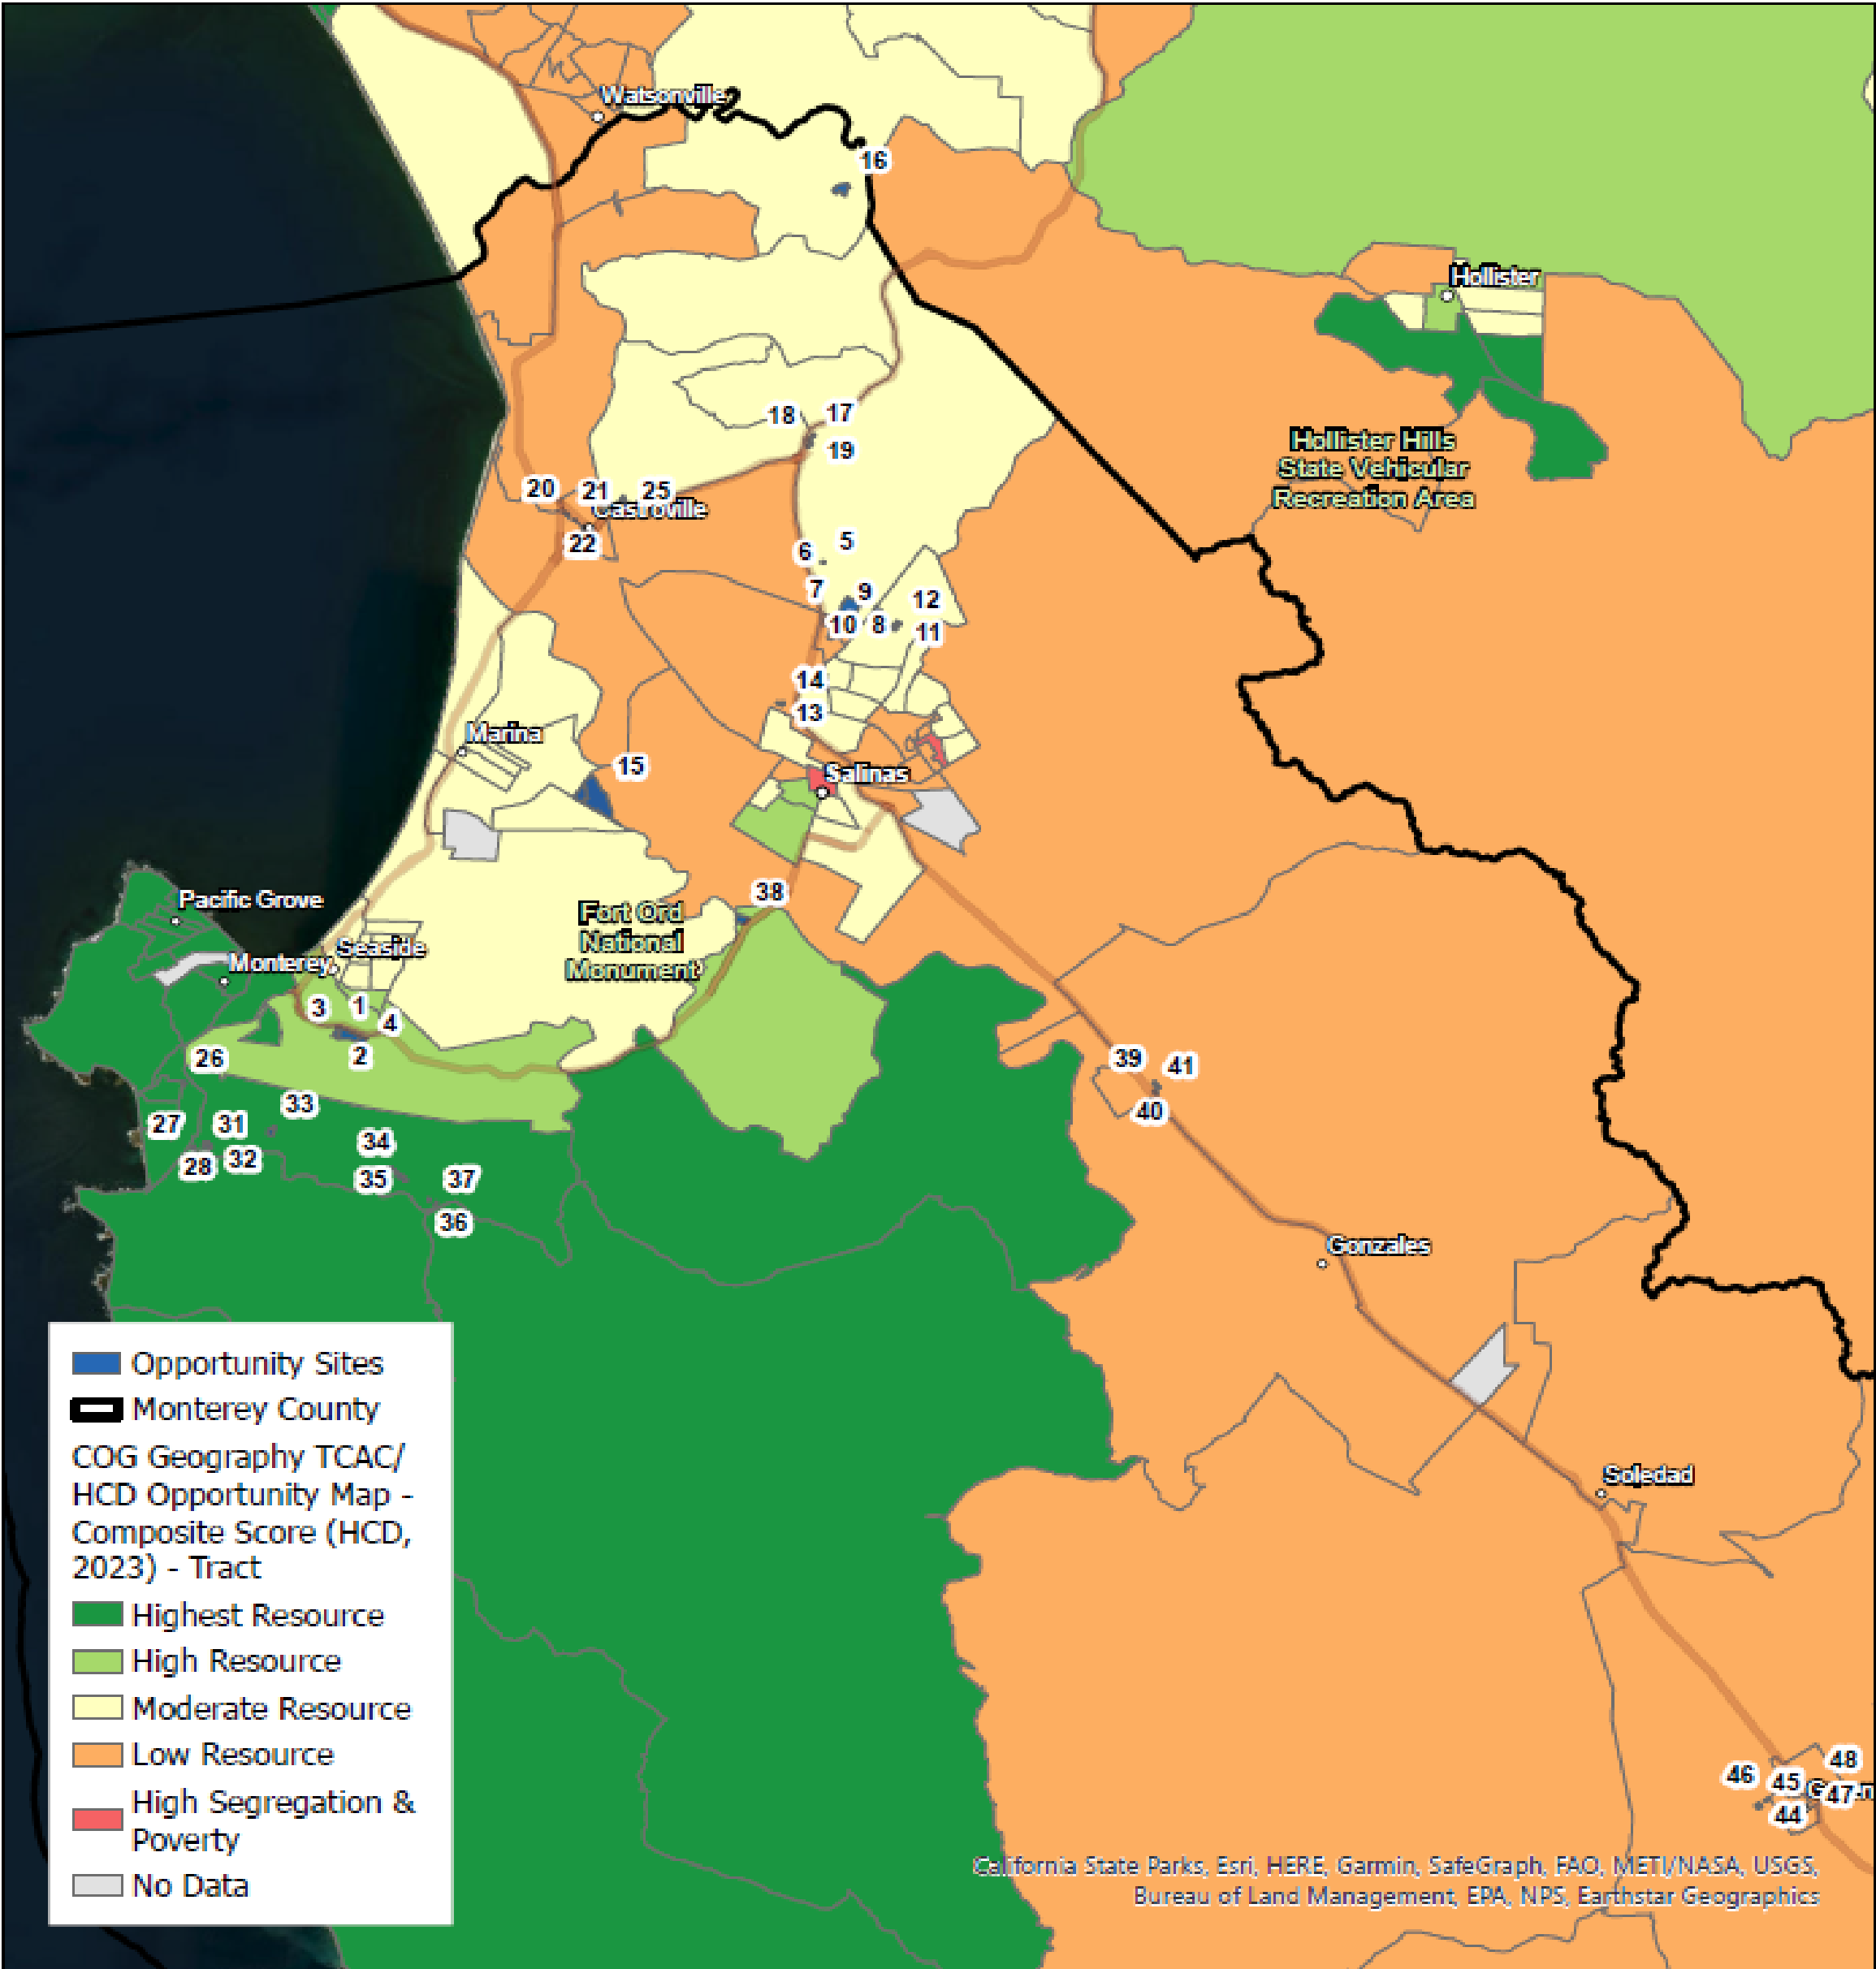 Watsonville
16
Hollister
Hollister Hills
State Vehicular
Recreation Area
18
17
19
20
21
25
Castroville
22
5
6
7
9
12
10
8
11
14
13
Marina
15
Salinas
38
Pacific Grove
Fort Ord
National
Monument
Seaside
Monterey
3
1
4
2
26
39
41
40
33
27
31
34
28
32
35
37
36
Gonzales
Soledad
48
46
45
47
44
Opportunity Sites
Monterey County
COG Geography TCAC/
HCD Opportunity Map -
Composite Score (HCD,
2023) - Tract
Highest Resource
High Resource
Moderate Resource
Low Resource
High Segregation &
Poverty
No Data
California State Parks, Esri, HERE, Garmin, SafeGraph, FAO, METI/NASA, USGS,
Bureau of Land Management, EPA, NPS, Earthstar Geographics